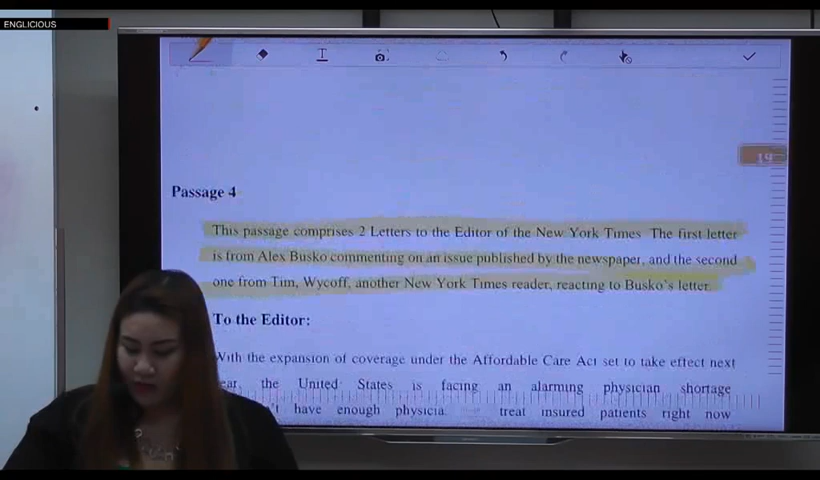 ENGLICIOUS
19
Passage 4
This passage comprises 2 Letters to the Editor of the New York Times The first letter
is from Alex Busko commenting on an issue published by the newspaper, and the second
one from Tim, Wycoff, another New York Times reader, reacting to Busko's letter.
To the Editor:
With the expansion of coverage under the Affordable Care Act set to take effect next
the United States is facing an alarming physician shortage
have enough treat insured patients right now